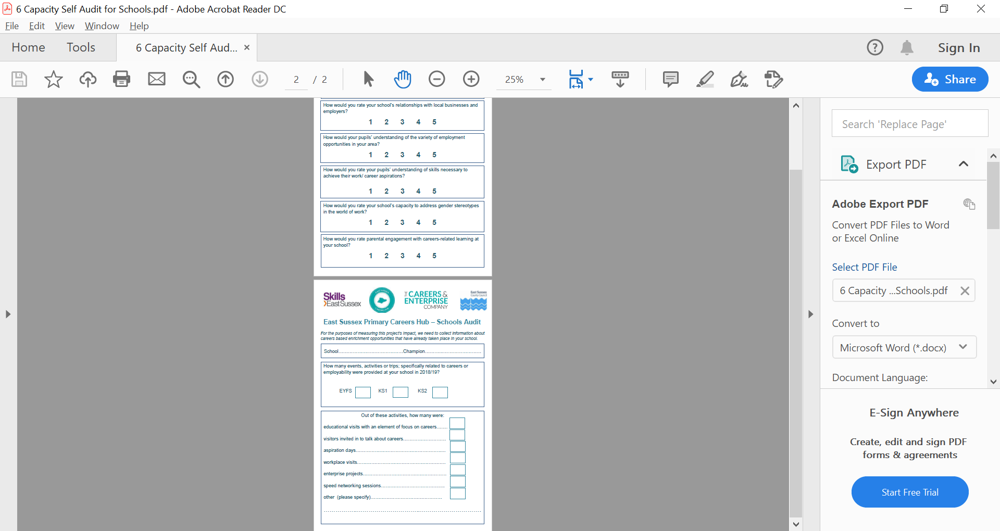 6 Capacity Self Audit for Schools.pdf - Adobe Acrobat Reader DC
File Edit View Window Help
Home Tools 6 Capacity Self Aud... × Sign In
2 / 2 25% Share
How would you rate your school's relationships with local businesses and
employers?
1 2 3 4 5
How would your pupils' understanding of the variety of employment
opportunities in your area?
1 2 3 4 5
How would you rate your pupils' understanding of skills necessary to
achieve their work/ career aspirations?
1 2 3 4 5
How would you rate your school's capacity to address gender stereotypes
in the world of work?
1 2 3 4 5
How would you rate parental engagement with careers-related learning at
your school?
1 2 3 4 5
Skills
East Sussex
THE CAREERS &
ENTERPRISE
COMPANY
East Sussex
County Council
East Sussex Primary Careers Hub – Schools Audit
For the purposes of measuring this project's impact, we need to collect information about
careers based enrichment opportunities that have already taken place in your school.
School........................................Champion...................................
How many events, activities or trips; specifically related to careers or
employability were provided at your school in 2018/19?
EYFS KS1 KS2
Out of these activities, how many were:
educational visits with an element of focus on careers.......
visitors invited in to talk about careers...........................
aspiration days.........................................................
workplace visits........................................................
enterprise projects.....................................................
speed networking sessions........................................
other (please specify).............................................
Search 'Replace Page'
Export PDF
Adobe Export PDF
Convert PDF Files to Word
or Excel Online
Select PDF File
6 Capacity ...Schools.pdf
Convert to
Microsoft Word (*.docx)
Document Language:
E-Sign Anywhere
Create, edit and sign PDF
forms & agreements
Start Free Trial